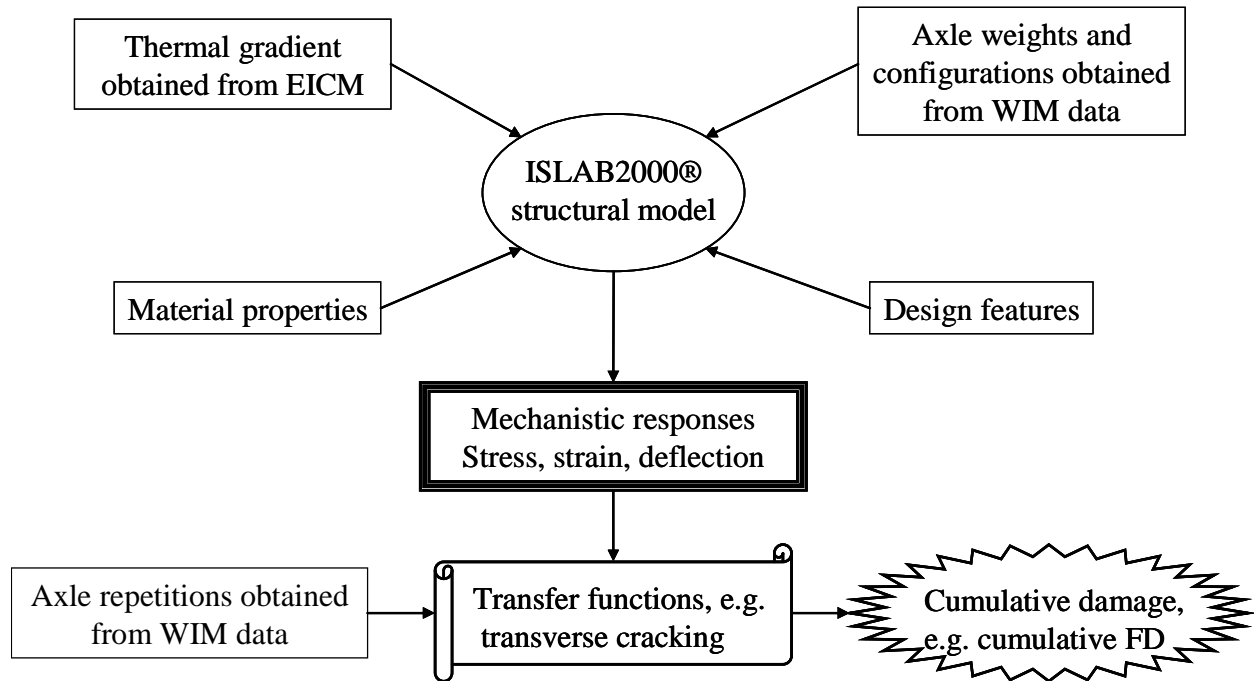 Thermal gradient
obtained from EICM
Axle weights and
configurations obtained
from WIM data
ISLAB2000®
structural model
Material properties
Design features
Mechanistic responses
Stress, strain, deflection
Axle repetitions obtained
from WIM data
Transfer functions, e.g.
transverse cracking
Cumulative damage,
e.g. cumulative FD